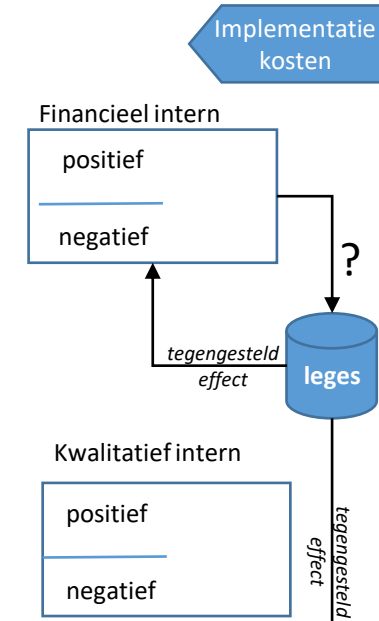 Implementatie
kosten
Financieel intern
positief
negatief
?
tegengesteld
effect
leges
Kwalitatief intern
positief
negatief
tegengesteld
effect